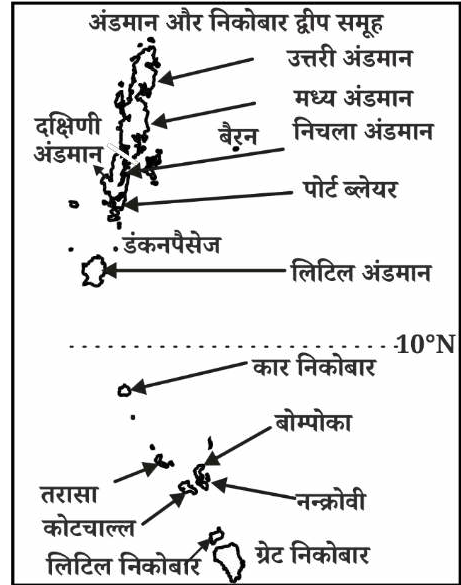 अंडमान और निकोबार द्वीप समूह
उत्तरी अंडमान
मध्य अंडमान
दक्षिणी
अंडमान
बैरन
निचला अंडमान
पोर्ट ब्लेयर
डंकनपैसेज
लिटिल अंडमान
10°N
कार निकोबार
बोम्पोका
तरासा
नन्क्रोवी
कोटचाल्ल
लिटिल निकोबार
ग्रेट निकोबार